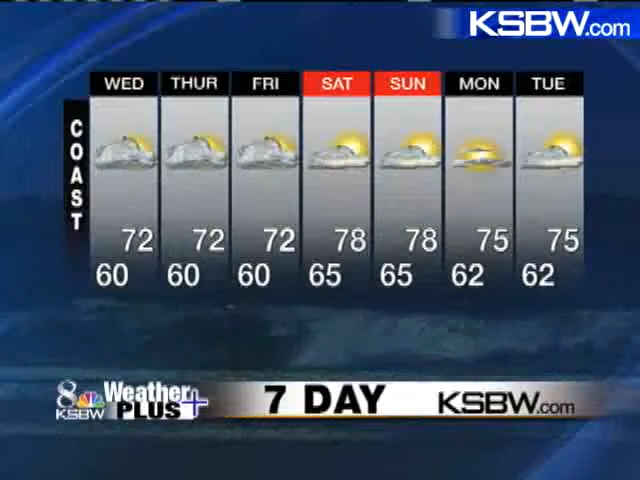 KSBW.com
WED THUR FRI SAT SUN MON TUE
COAST
72 72 72 78 78 75 75
60 60 60 65 65 62 62
8 KSBW Weather PLUS+ 7 DAY KSBW.com